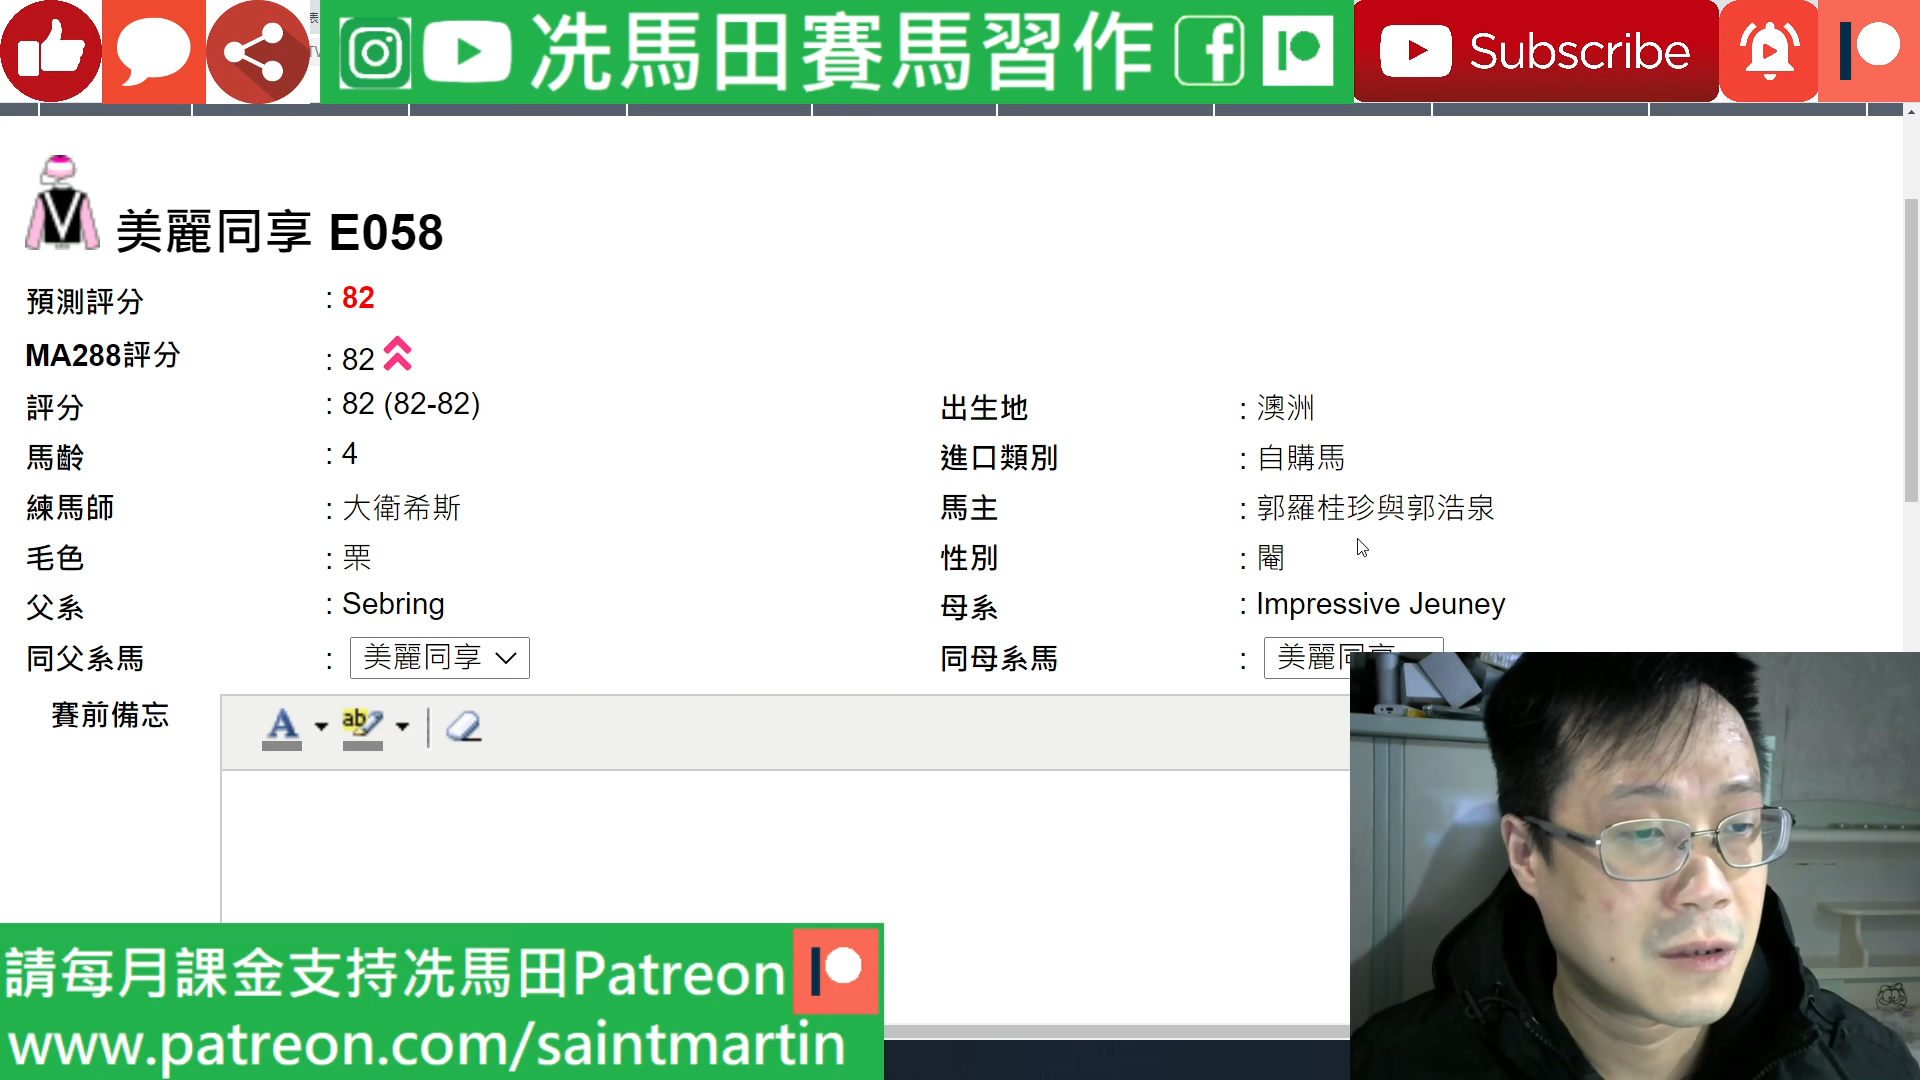 冼馬田賽馬習作
Subscribe
美麗同享 E058
預測評分 : 82
MA288評分 : 82
評分 : 82 (82-82) 出生地 : 澳洲
馬齡 : 4 進口類別 : 自購馬
練馬師 : 大衛希斯 馬主 : 郭羅桂珍與郭浩泉
毛色 : 栗 性別 : 閹
父系 : Sebring 母系 : Impressive Jeuney
同父系馬 : 美麗同享 同母系馬 : 美麗同享
賽前備忘
A ab
請每月課金支持冼馬田Patreon
www.patreon.com/saintmartin